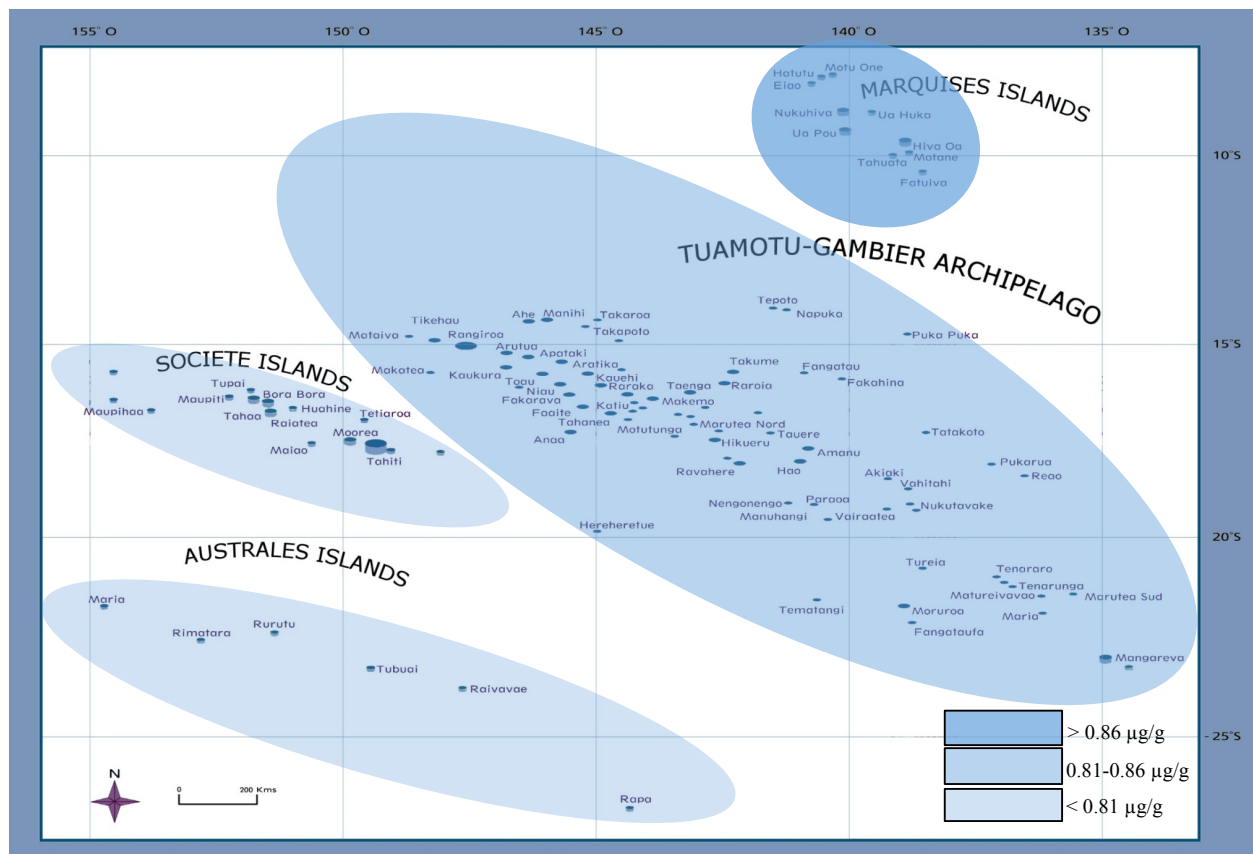 155° O
150° O
145° O
140° O
135° O
Motu One
Hatutu
Eiao
MARQUISES ISLANDS
Nukuhiva
Ua Huka
Ua Pou
Hiva Oa
Motane
Tahuata
Fatuiva
10°S
TUAMOTU-GAMBIER ARCHIPELAGO
Tepoto
Napuka
Ahe
Manihi
Takaroa
Tikehau
Takapoto
Mataiva
Rangiroa
Puka Puka
Arutua
Apataki
15°S
SOCIETE ISLANDS
Makatea
Aratika
Takume
Fangatau
Kaukura
Kauehi
Toau
Raraka
Taenga
Raroia
Fakahina
Tupai
Bora Bora
Niau
Maupiti
Huahine
Fakarava
Katiu
Makemo
Maupihaa
Tahaa
Tetiaroa
Faaite
Raiatea
Tahanea
Marutea Nord
Motutunga
Tauere
Tatakoto
Moorea
Anaa
Hikueru
Maiao
Amanu
Tahiti
Ravahere
Hao
Pukarua
Akiaki
Reao
Vahitahi
Nengonengo
Paraoa
Nukutavake
Manuhangi
Vairaatea
Hereheretue
20°S
AUSTRALES ISLANDS
Tureia
Tenararo
Tenarunga
Maria
Matureivavao
Marutea Sud
Tematangi
Moruroa
Maria
Rimatara
Rurutu
Fangataufa
Tubuai
Mangareva
Raivavae
25°S
> 0.86 µg/g
0.81-0.86 µg/g
< 0.81 µg/g
N
0
200 Kms
Rapa